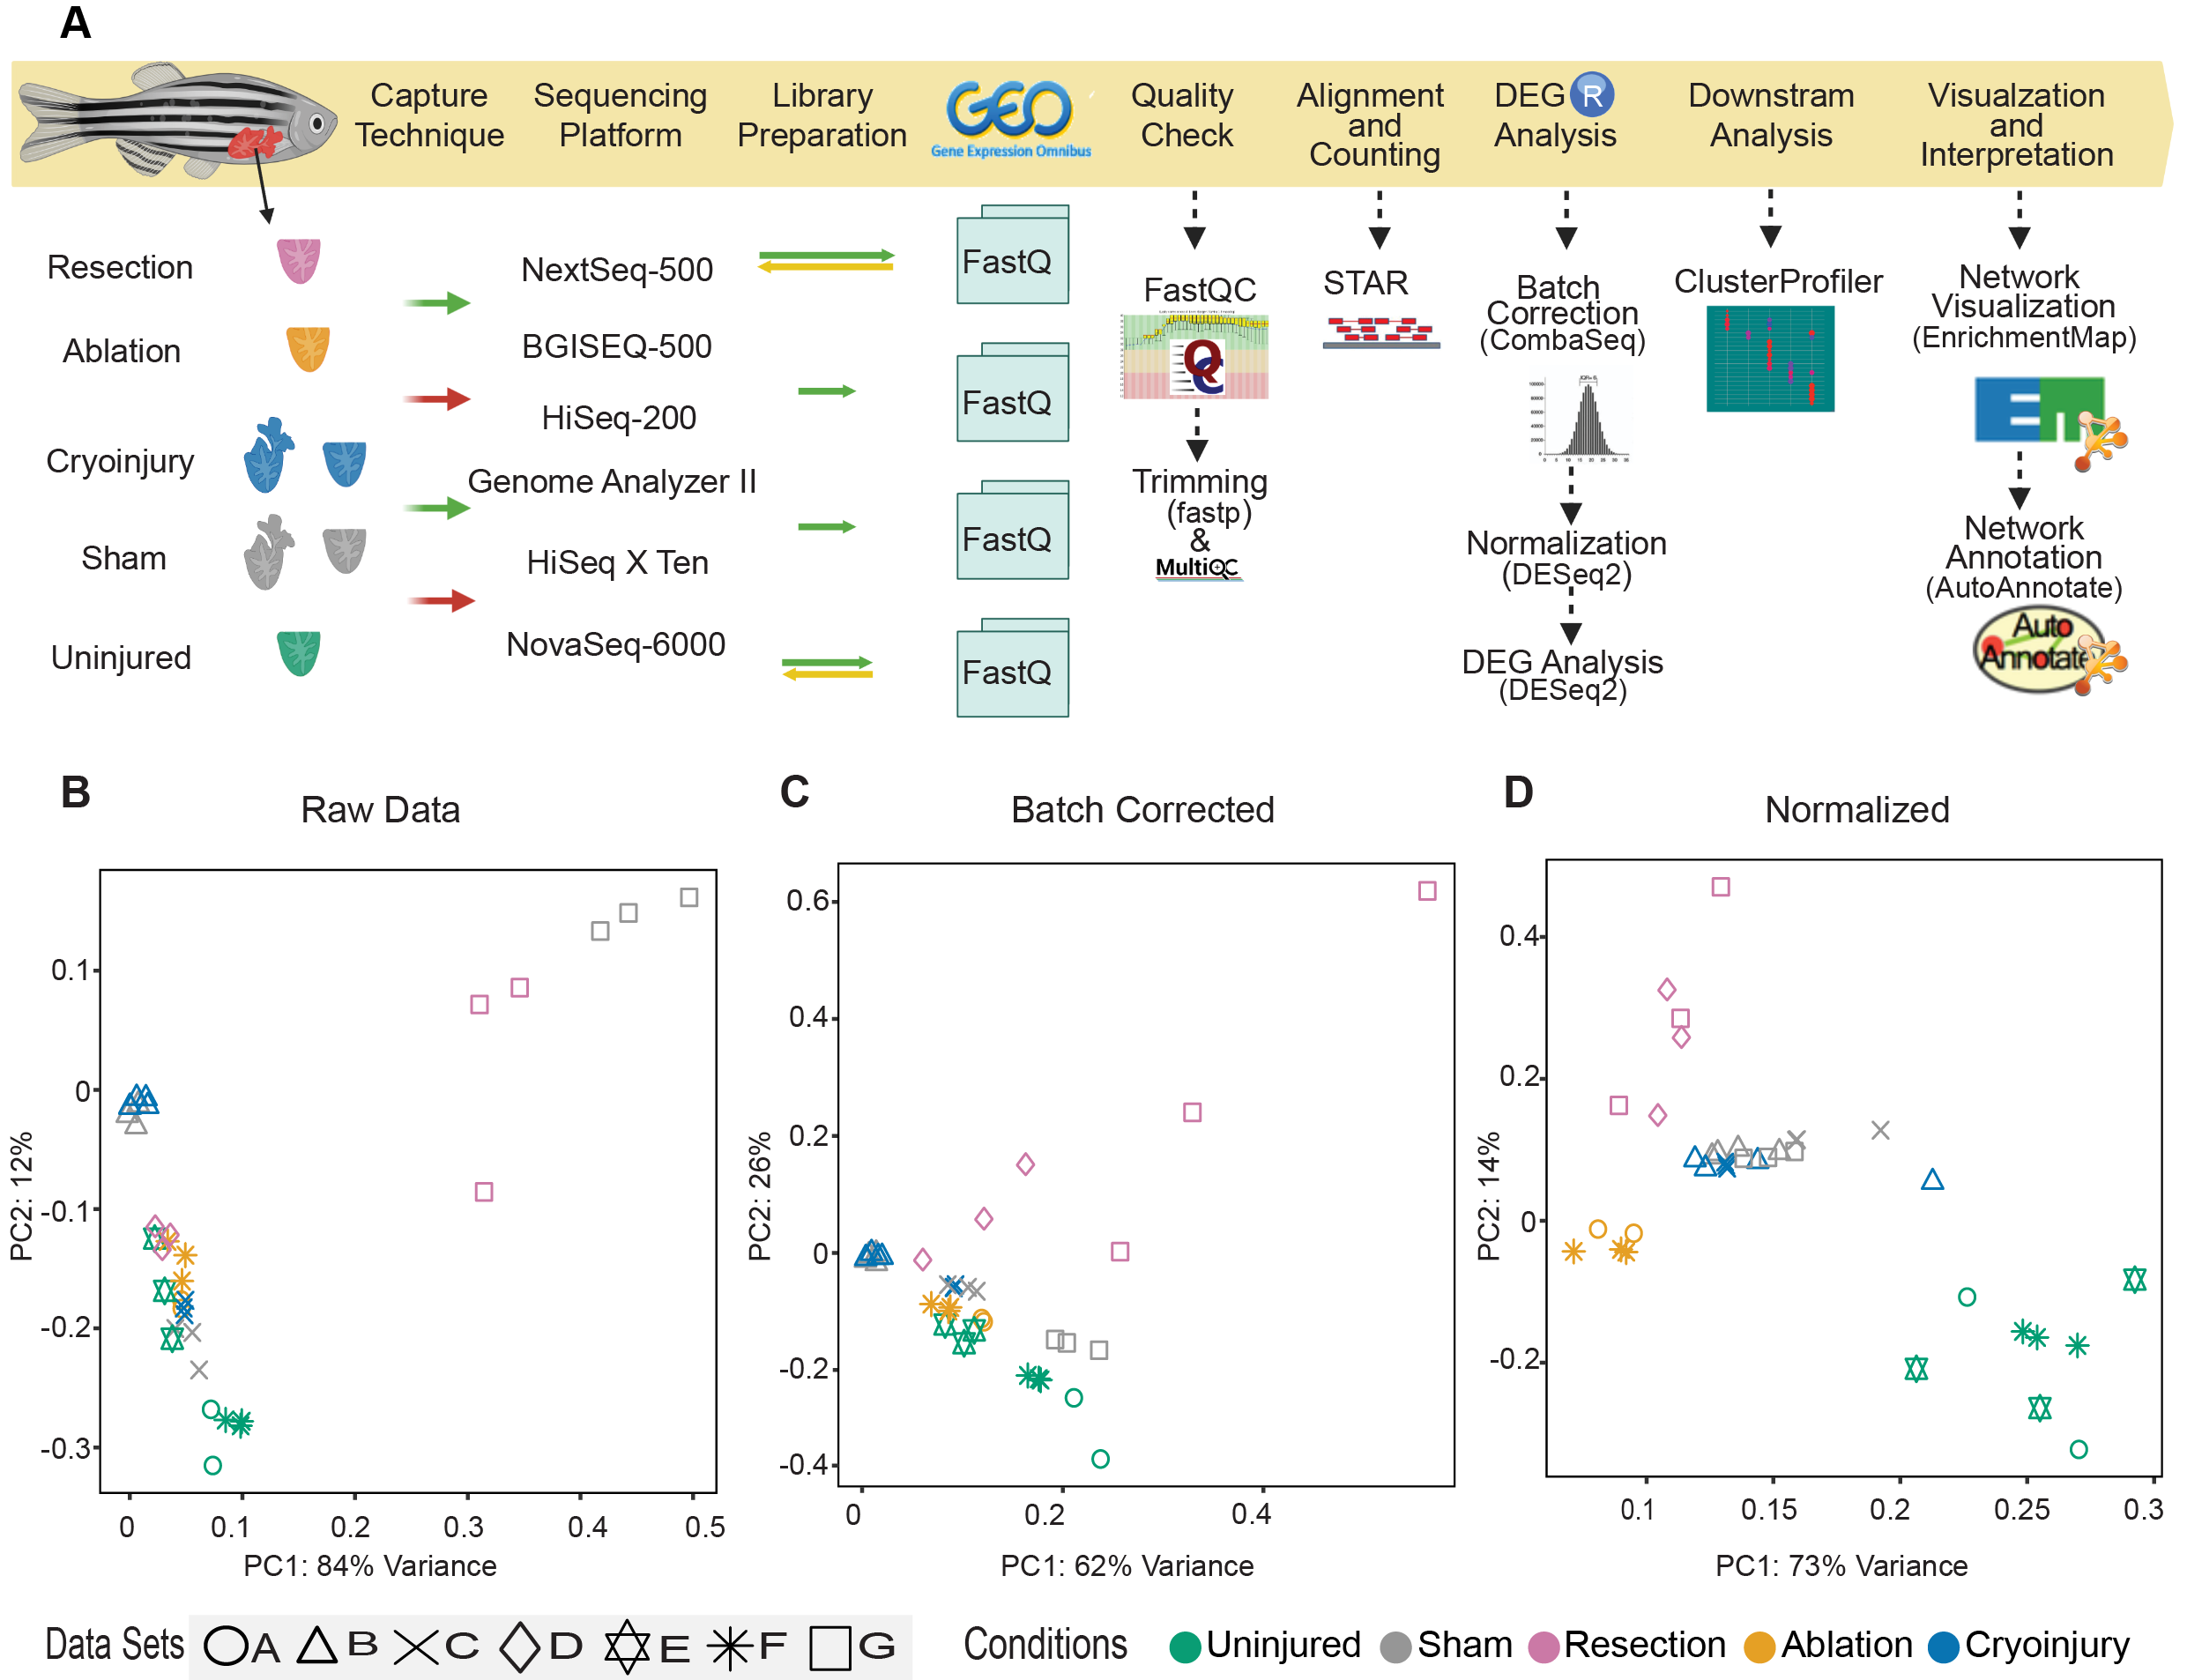 A
Capture
Technique
Sequencing
Platform
Library
Preparation
GEO
Gene Expression Omnibus
Quality
Check
Alignment
and
Counting
DEG R
Analysis
Downstram
Analysis
Visualzation
and
Interpretation
Resection
Ablation
Cryoinjury
Sham
Uninjured
NextSeq-500
BGISEQ-500
HiSeq-200
Genome Analyzer II
HiSeq X Ten
NovaSeq-6000
FastQ
FastQ
FastQ
FastQ
FastQC
QC
Trimming
(fastp)
&
MultiQC
STAR
Batch
Correction
(CombaSeq)
Normalization
(DESeq2)
DEG Analysis
(DESeq2)
ClusterProfiler
Network
Visualization
(EnrichmentMap)
EM
Network
Annotation
(AutoAnnotate)
Auto
Annotate
B
Raw Data
0.1
0
-0.1
-0.2
-0.3
PC2: 12%
0 0.1 0.2 0.3 0.4 0.5
PC1: 84% Variance
C
Batch Corrected
0.6
0.4
0.2
0
-0.2
-0.4
PC2: 26%
0 0.2 0.4
PC1: 62% Variance
D
Normalized
0.4
0.2
0
-0.2
PC2: 14%
0.1 0.15 0.2 0.25 0.3
PC1: 73% Variance
Data Sets A B C D E F G
Conditions Uninjured Sham Resection Ablation Cryoinjury